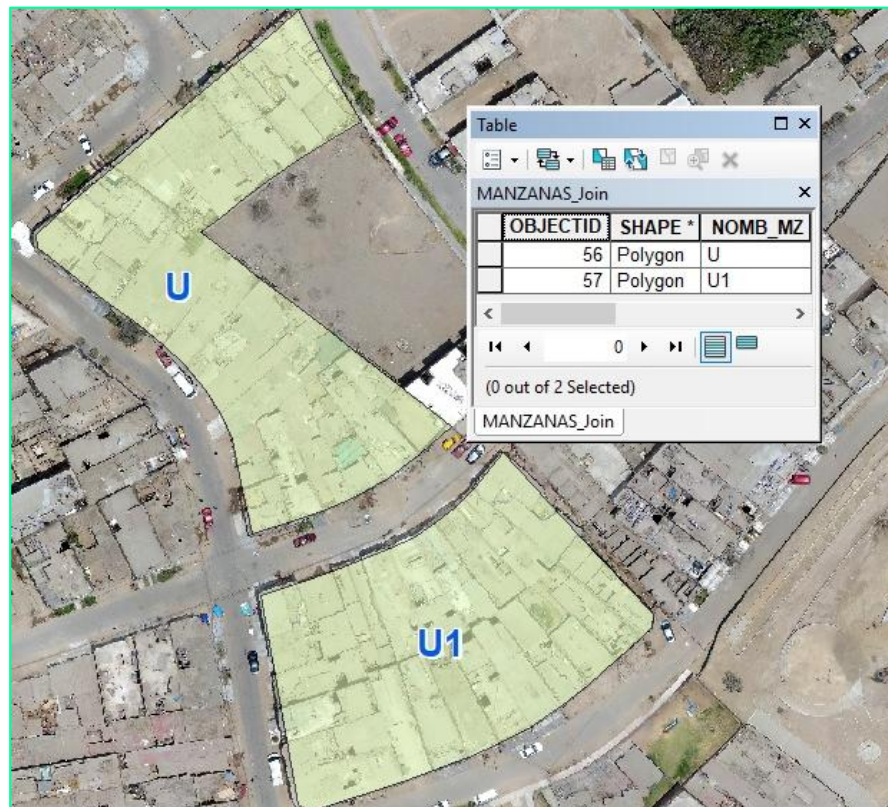 U
U1
Table
MANZANAS_Join
OBJECTID SHAPE * NOMB_MZ
56 Polygon U
57 Polygon U1
0
(0 out of 2 Selected)
MANZANAS_Join